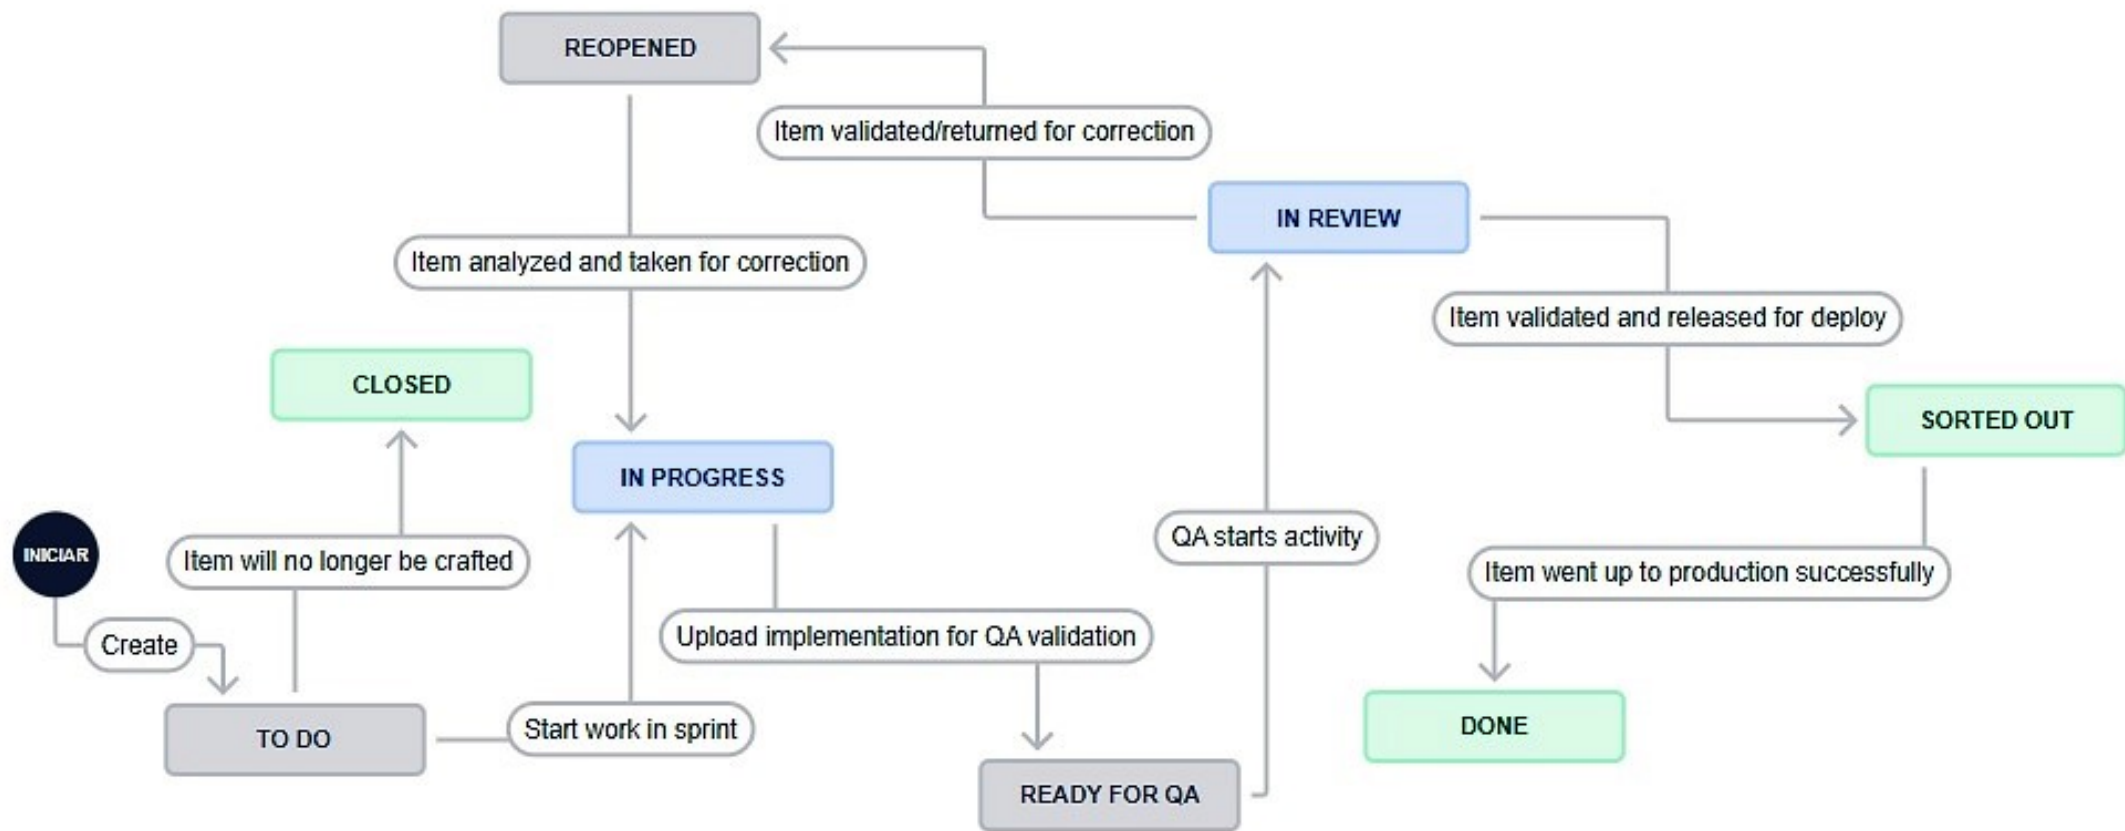 REOPENED
Item validated/returned for correction
IN REVIEW
Item analyzed and taken for correction
Item validated and released for deploy
CLOSED
SORTED OUT
IN PROGRESS
INICIAR
Item will no longer be crafted
QA starts activity
Item went up to production successfully
Create
Upload implementation for QA validation
TO DO
Start work in sprint
DONE
READY FOR QA